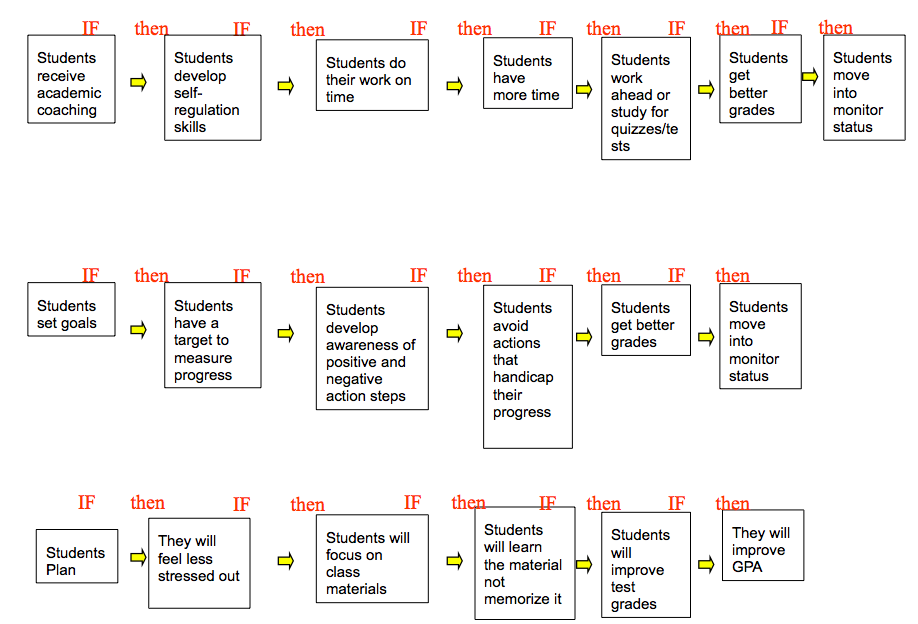 IF then IF then IF then IF then IF then IF then
Students
receive
academic
coaching
Students
develop
self-
regulation
skills
Students do
their work on
time
Students
have
more time
Students
work
ahead or
study for
quizzes/te
sts
Students
get
better
grades
Students
move
into
monitor
status
IF then IF then IF then IF then IF then
Students
set goals
Students
have a
target to
measure
progress
Students
develop
awareness of
positive and
negative
action steps
Students
avoid
actions
that
handicap
their
progress
Students
get better
grades
Students
move
into
monitor
status
IF then IF then IF then IF then IF then
Students
Plan
They will
feel less
stressed out
Students will
focus on
class
materials
Students
will learn
the material
not
memorize it
Students
will
improve
test
grades
They will
improve
GPA